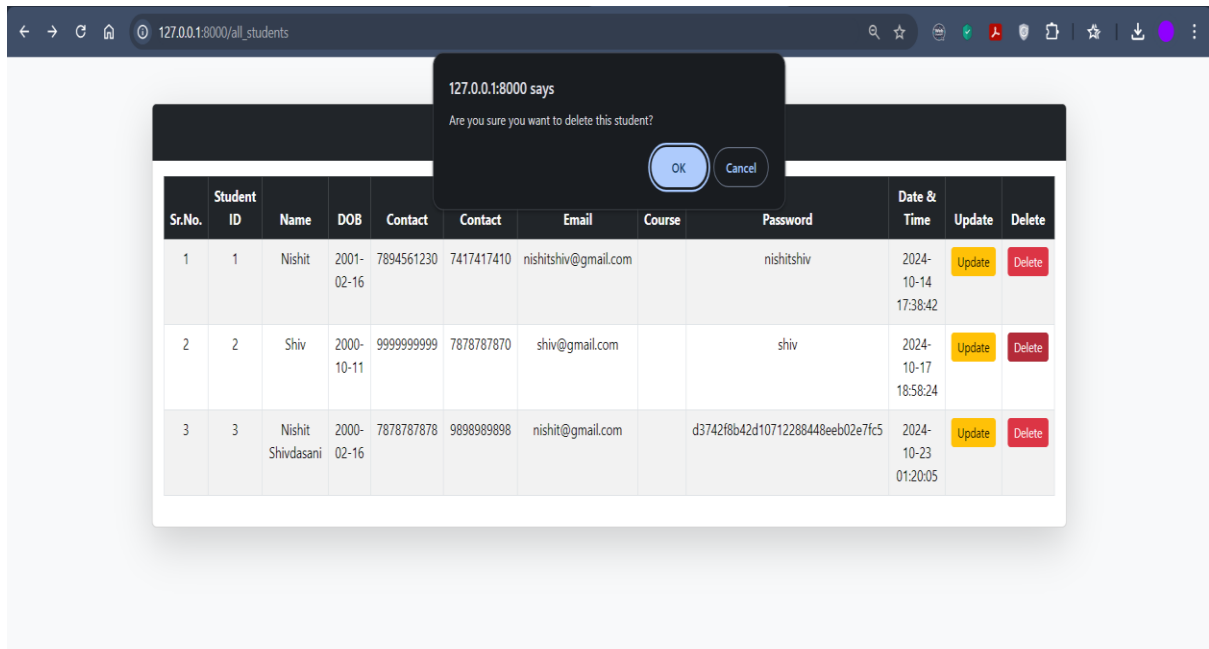 127.0.0.1:8000/all_students
127.0.0.1:8000 says
Are you sure you want to delete this student?
OK Cancel
Sr.No. Student ID Name DOB Contact Contact Email Course Password Date & Time Update Delete
1 1 Nishit 2001-02-16 7894561230 7417417410 nishitshiv@gmail.com nishitshiv 2024-10-14 17:38:42 Update Delete
2 2 Shiv 2000-10-11 9999999999 7878787870 shiv@gmail.com shiv 2024-10-17 18:58:24 Update Delete
3 3 Nishit Shivdasani 2000-02-16 7878787878 9898989898 nishit@gmail.com d3742f8b42d10712288448eeb02e7fc5 2024-10-23 01:20:05 Update Delete